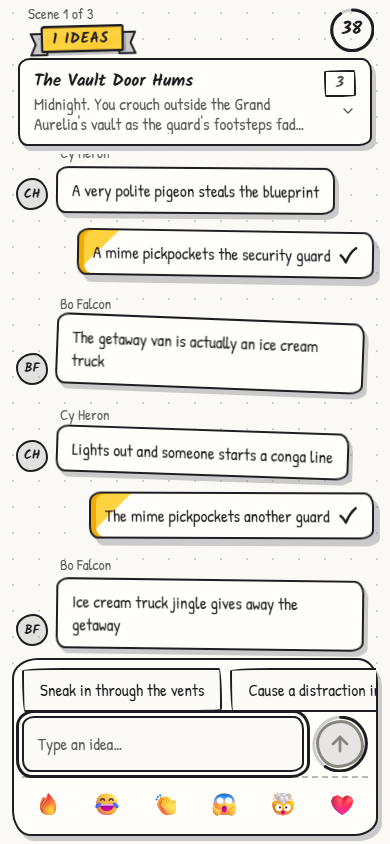 Scene 1 of 3
1 IDEAS
38
The Vault Door Hums
3
Midnight. You crouch outside the Grand
Aurelia's vault as the guard's footsteps fad...
Cy Heron
CH
A very polite pigeon steals the blueprint
A mime pickpockets the security guard
Bo Falcon
The getaway van is actually an ice cream
truck
BF
Cy Heron
CH
Lights out and someone starts a conga line
The mime pickpockets another guard
Bo Falcon
Ice cream truck jingle gives away the
getaway
BF
Sneak in through the vents
Cause a distraction in
Type an idea...